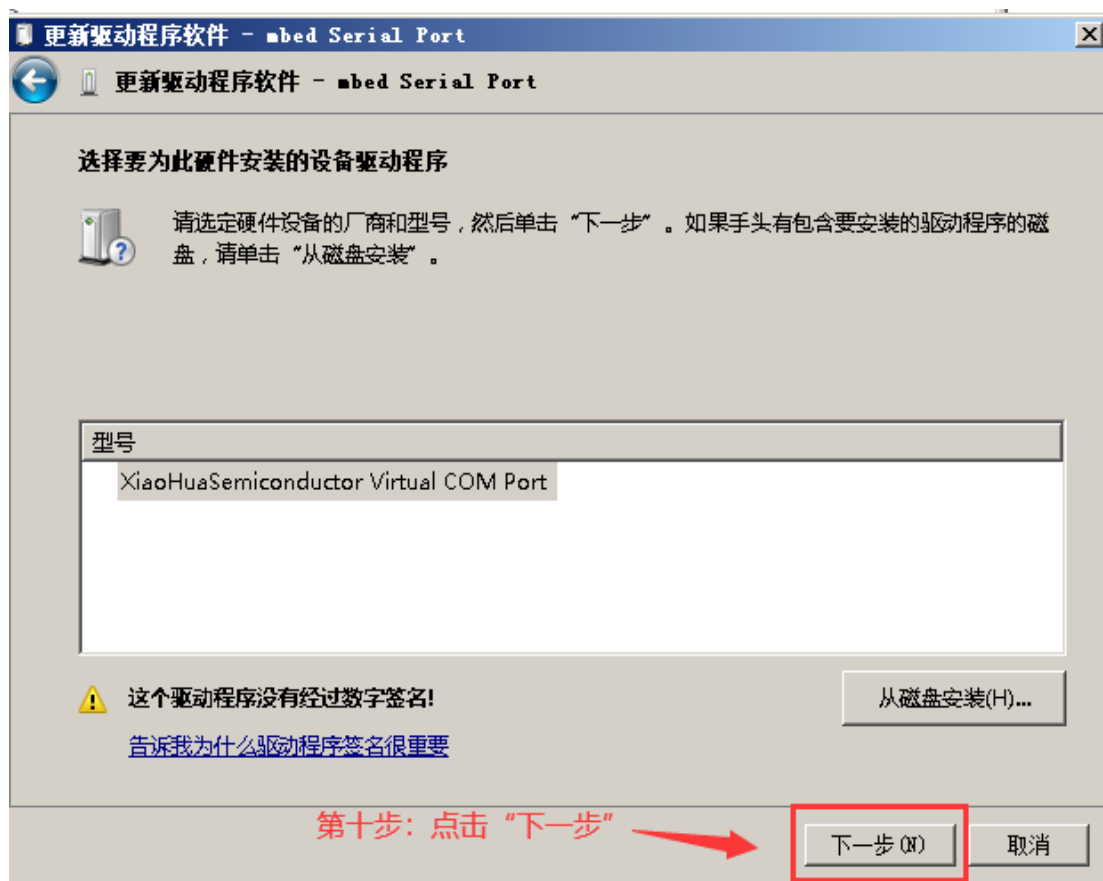 更新驱动程序软件 - mbed Serial Port
更新驱动程序软件 - mbed Serial Port
选择要为此硬件安装的设备驱动程序
请选定硬件设备的厂商和型号，然后单击“下一步”。如果手头有包含要安装的驱动程序的磁
盘，请单击“从磁盘安装”。
型号
XiaoHuaSemiconductor Virtual COM Port
这个驱动程序没有经过数字签名!
从磁盘安装(H)...
告诉我为什么驱动程序签名很重要
第十步：点击“下一步”
下一步(N)
取消